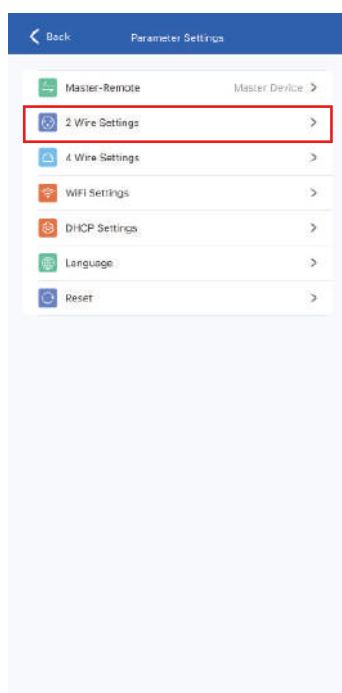 Back Parameter Settings
Master-Remote Master Device
2 Wire Settings
4 Wire Settings
WiFi Settings
DHCP Settings
Language
Reset